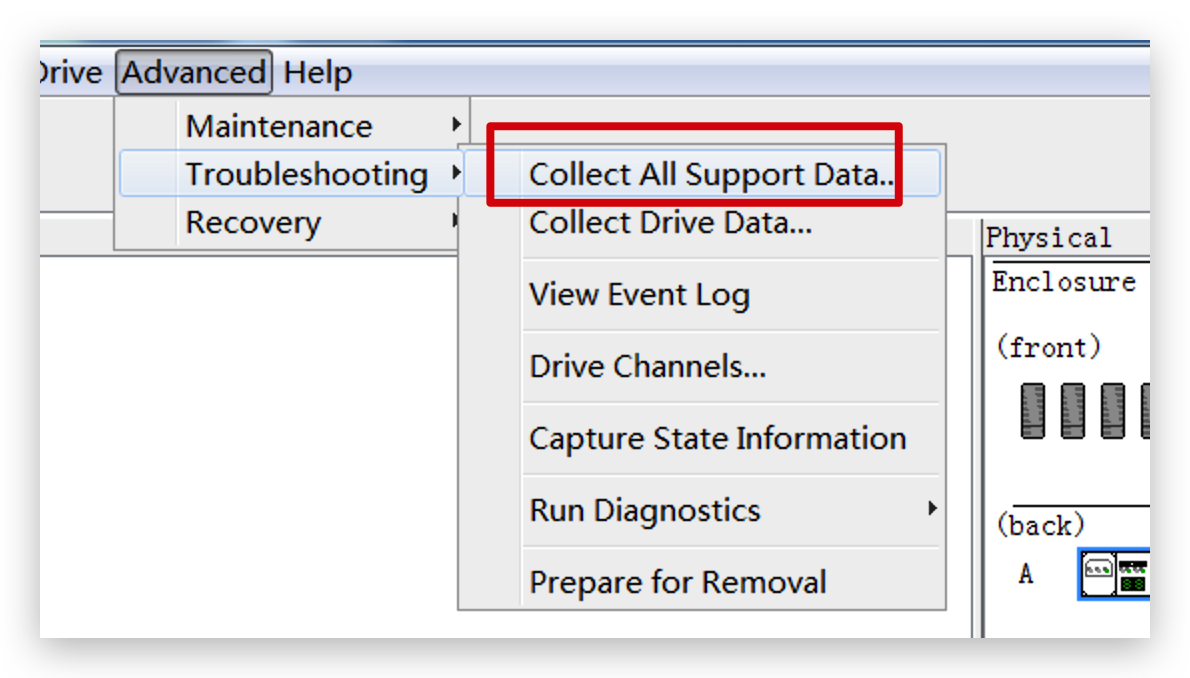 Drive Advanced Help
Maintenance
Troubleshooting
Recovery
Collect All Support Data..
Collect Drive Data...
View Event Log
Drive Channels...
Capture State Information
Run Diagnostics
Prepare for Removal
Physical
Enclosure
(front)
(back)
A